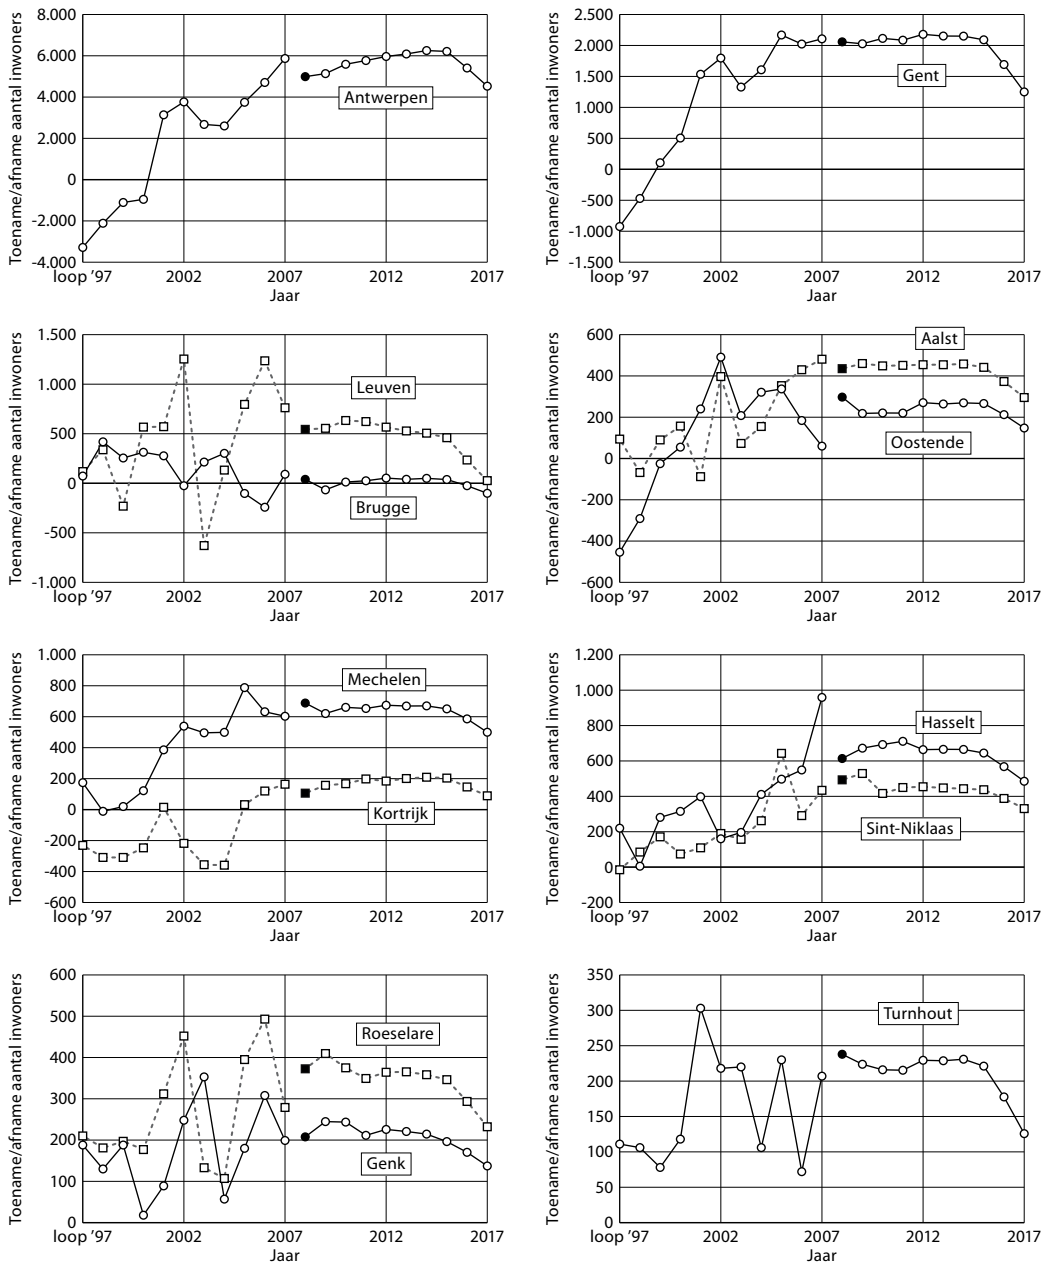 Toename/afname aantal inwoners
8.000
6.000
4.000
2.000
0
-2.000
-4.000
Antwerpen
loop '97 2002 2007 2012 2017
Jaar
Toename/afname aantal inwoners
2.500
2.000
1.500
1.000
500
0
-500
-1.000
-1.500
Gent
loop '97 2002 2007 2012 2017
Jaar
Toename/afname aantal inwoners
1.500
1.000
500
0
-500
-1.000
Leuven
Brugge
loop '97 2002 2007 2012 2017
Jaar
Toename/afname aantal inwoners
600
400
200
0
-200
-400
-600
Aalst
Oostende
loop '97 2002 2007 2012 2017
Jaar
Toename/afname aantal inwoners
1.000
800
600
400
200
0
-200
-400
-600
Mechelen
Kortrijk
loop '97 2002 2007 2012 2017
Jaar
Toename/afname aantal inwoners
1.200
1.000
800
600
400
200
0
-200
Hasselt
Sint-Niklaas
loop '97 2002 2007 2012 2017
Jaar
Toename/afname aantal inwoners
600
500
400
300
200
100
0
Roeselare
Genk
loop '97 2002 2007 2012 2017
Jaar
Toename/afname aantal inwoners
350
300
250
200
150
100
50
0
Turnhout
loop '97 2002 2007 2012 2017
Jaar